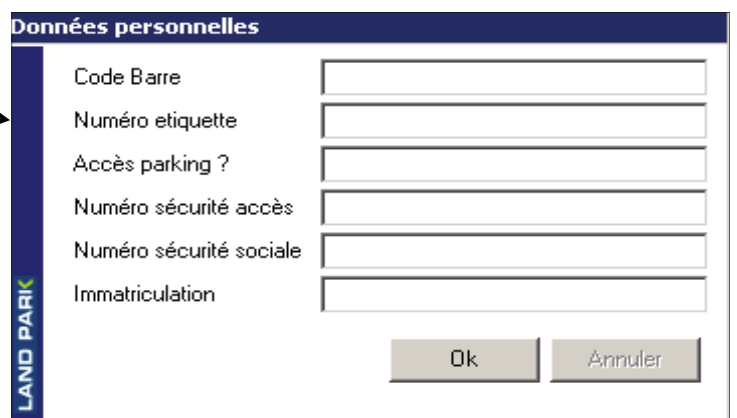 Données personnelles
Code Barre
Numéro etiquette
Accès parking ?
Numéro sécurité accès
Numéro sécurité sociale
Immatriculation
Ok Annuler
LAND PARK